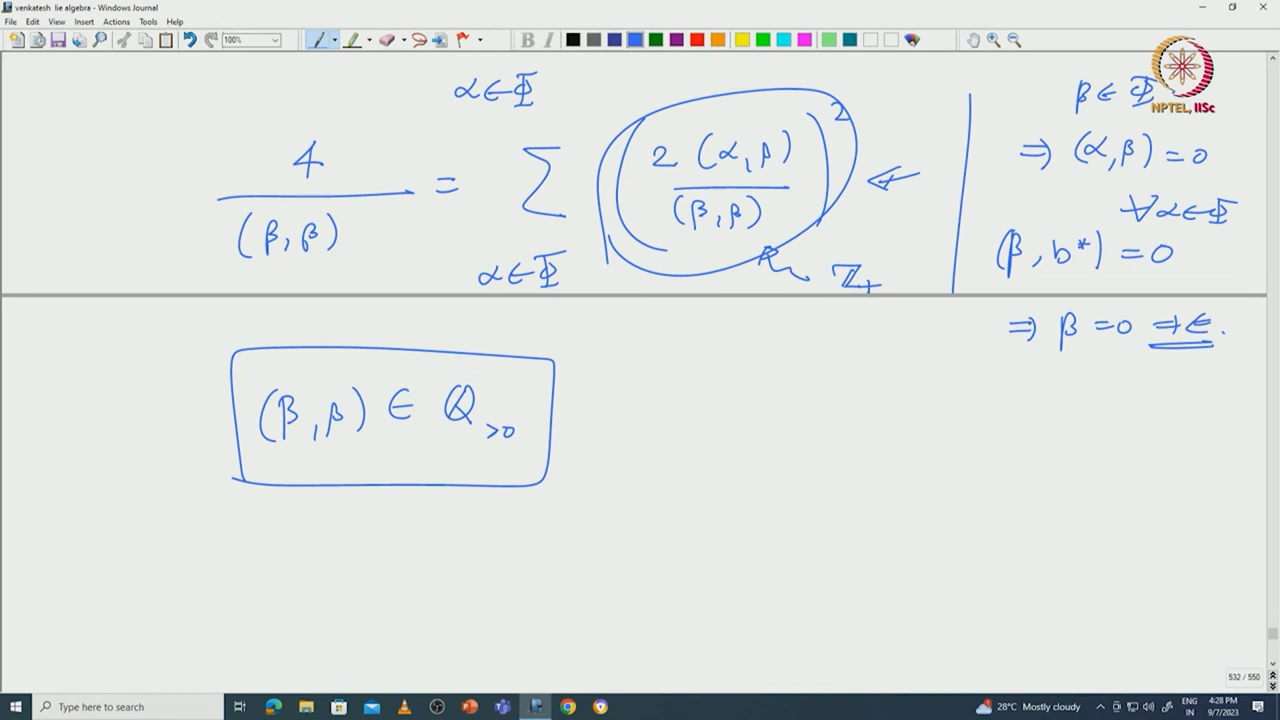 venkatesh lie algebra - Windows Journal
File Edit View Insert Actions Tools Help
100%
B I
NPTEL, IISc
α ∈ Φ
4 / (β, β) = Σ_{α ∈ Φ} (2 (α, β) / (β, β))² ←
ℤ+
β ∈ Φ
⇒ (α, β) = 0
∀ α ∈ Φ
(β, b*) = 0
⇒ β = 0 ⇒⇐.
(β, β) ∈ ℚ >0
532 / 550
Type here to search
28°C Mostly cloudy
ENG
IN
4:28 PM
9/7/2023